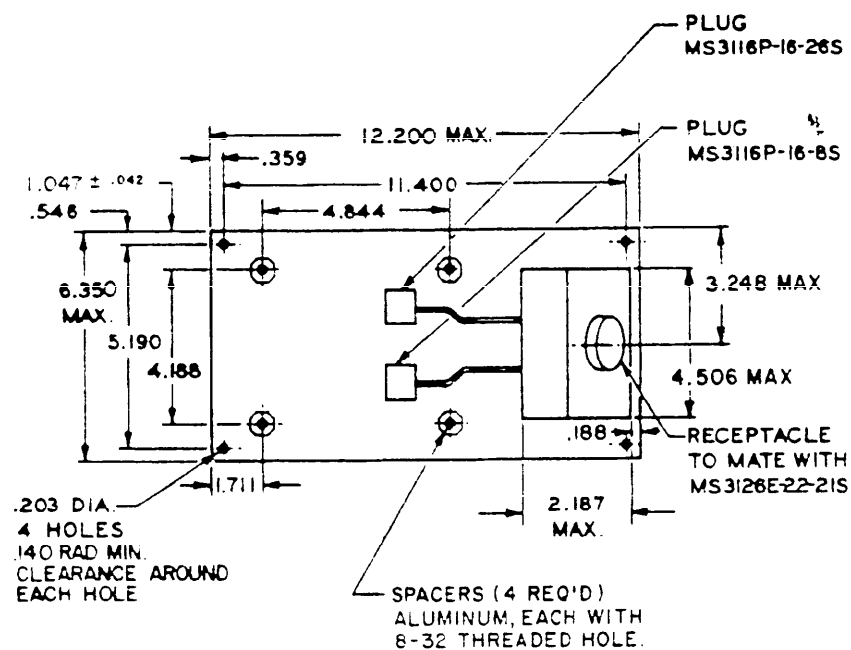 PLUG
MS3116P-16-26S
12.200 MAX.
PLUG
MS3116P-16-8S
.359
1.047 ± .042
11.400
.546
4.844
6.350
MAX.
3.248 MAX
5.190
4.188
4.506 MAX
.188
RECEPTACLE
TO MATE WITH
MS3126E-22-21S
1.711
.203 DIA.
4 HOLES
.140 RAD MIN.
CLEARANCE AROUND
EACH HOLE
2.187
MAX.
SPACERS (4 REQ'D)
ALUMINUM, EACH WITH
8-32 THREADED HOLE.